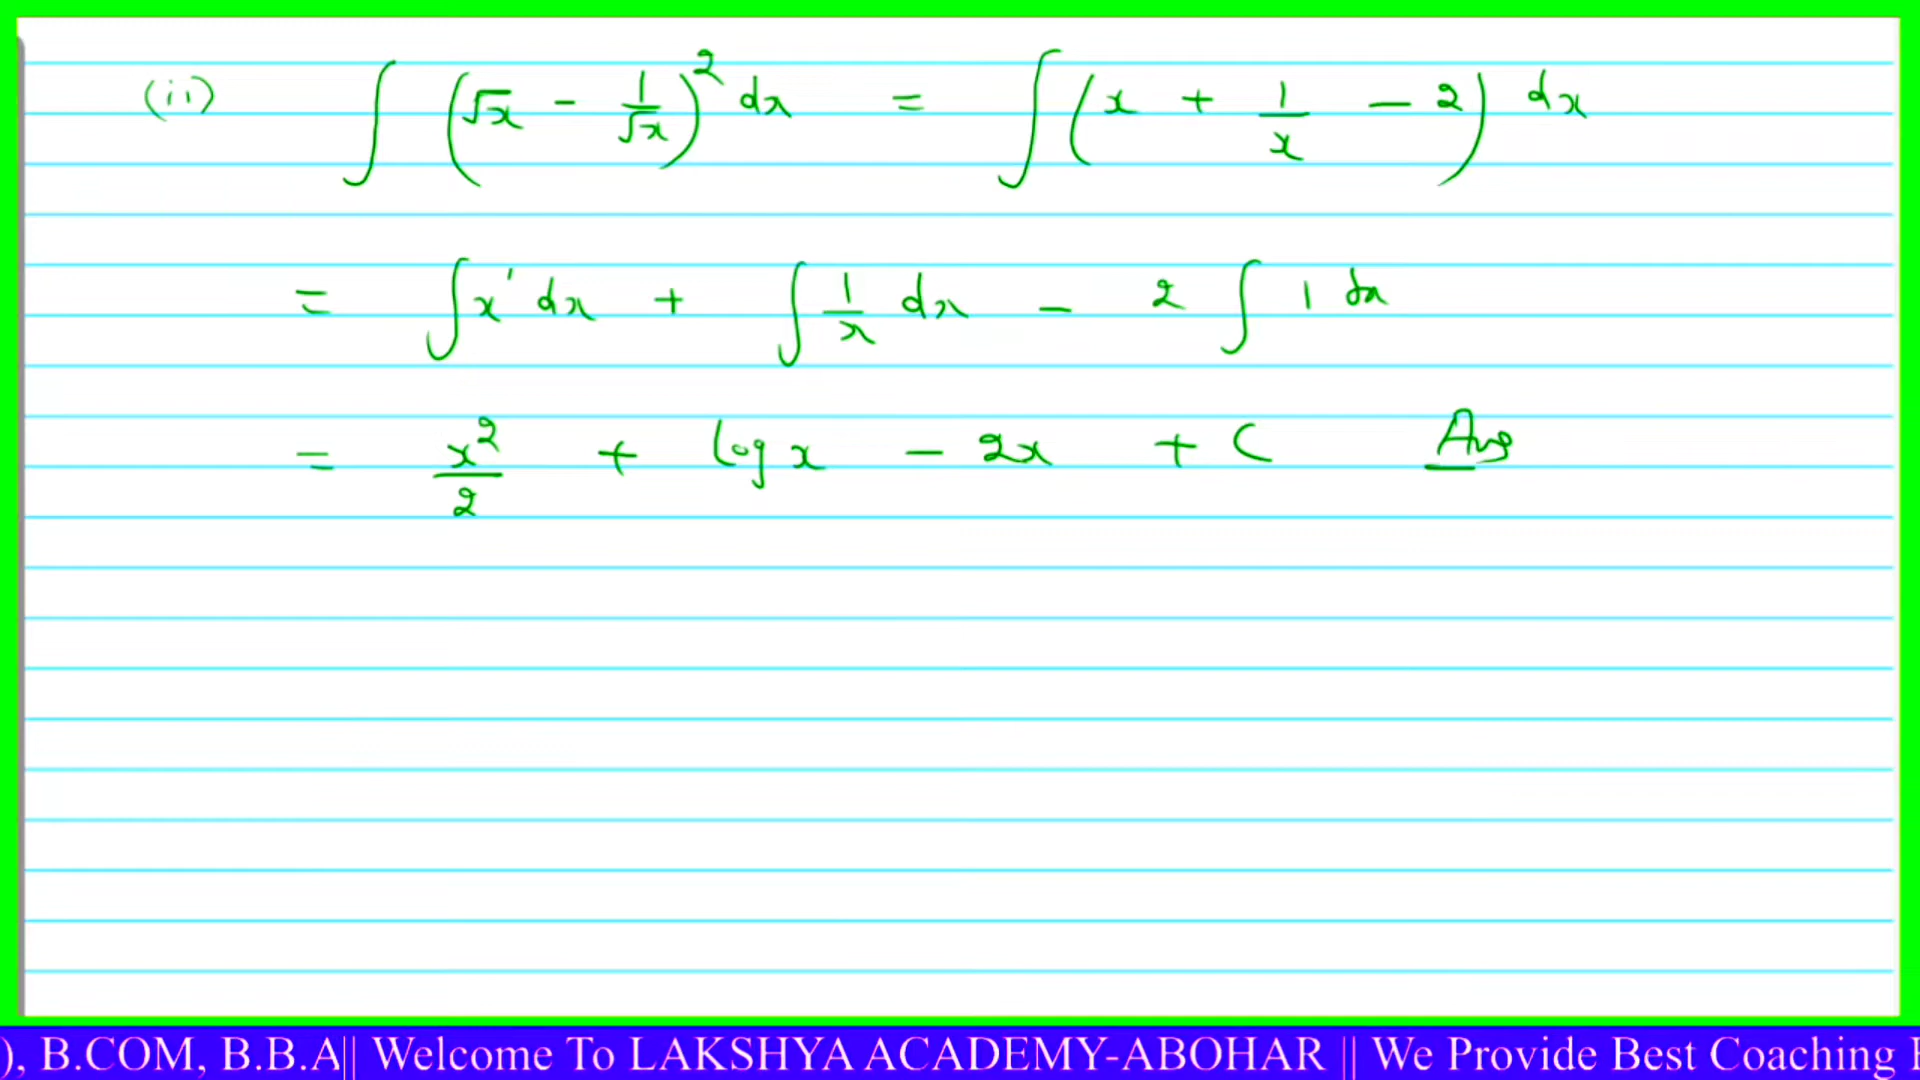 (ii) ∫ (√x - 1/√x)² dx = ∫ (x + 1/x - 2) dx
= ∫ x¹ dx + ∫ 1/x dx - 2 ∫ 1 dx
= x²/2 + log x - 2x + C Ans
), B.COM, B.B.A|| Welcome To LAKSHYA ACADEMY-ABOHAR || We Provide Best Coaching